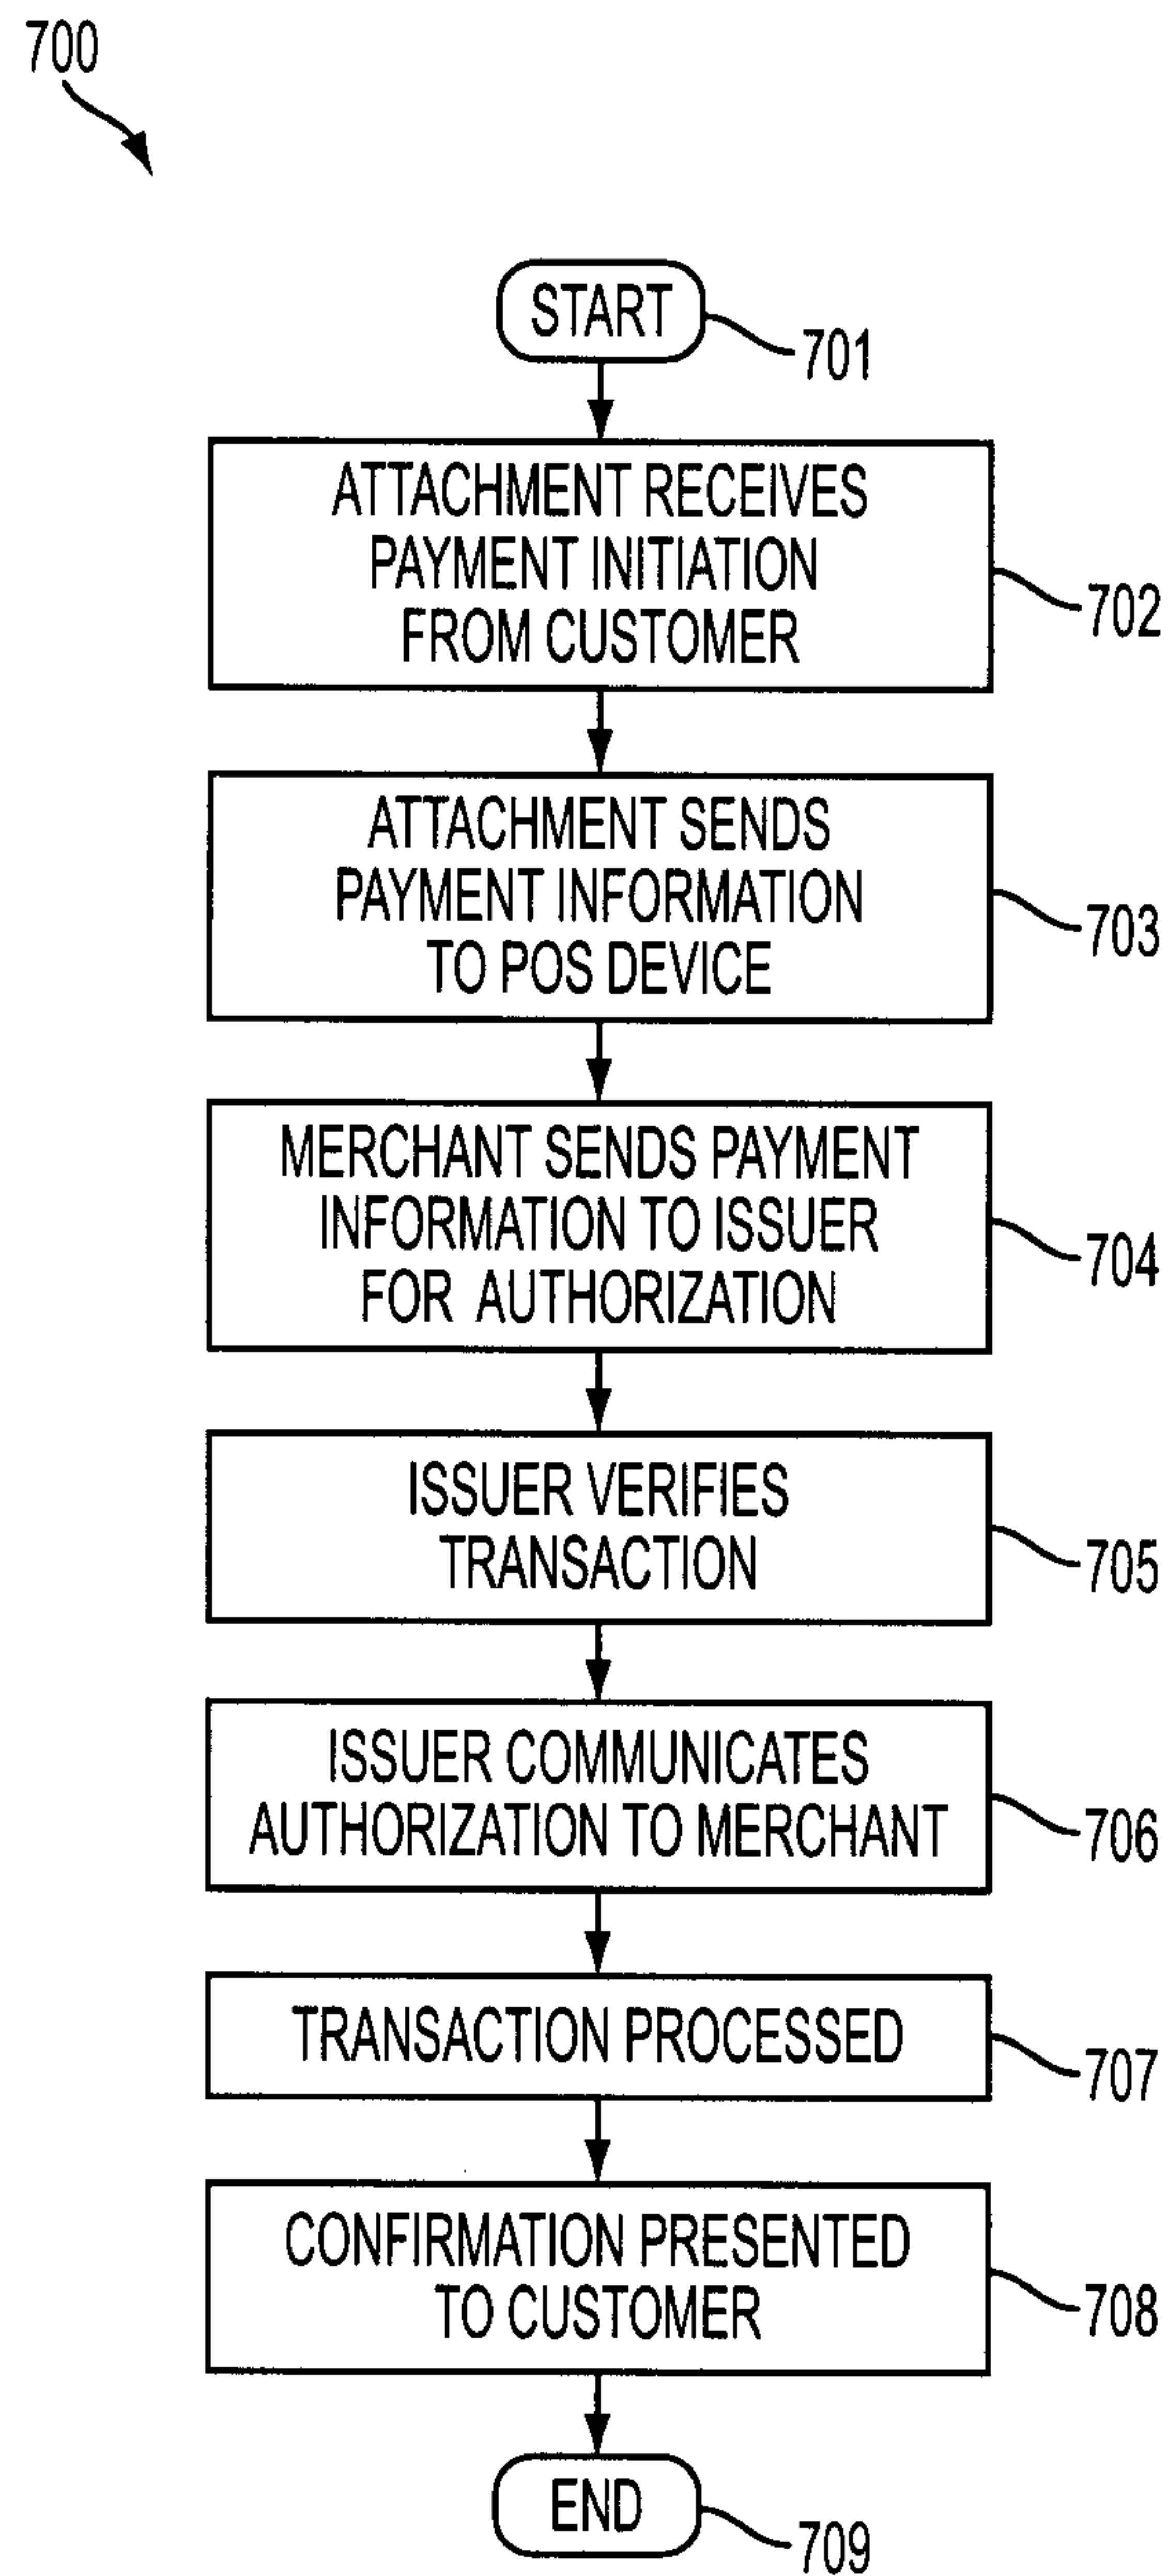 700
START
701
ATTACHMENT RECEIVES
PAYMENT INITIATION
FROM CUSTOMER
702
ATTACHMENT SENDS
PAYMENT INFORMATION
TO POS DEVICE
703
MERCHANT SENDS PAYMENT
INFORMATION TO ISSUER
FOR AUTHORIZATION
704
ISSUER VERIFIES
TRANSACTION
705
ISSUER COMMUNICATES
AUTHORIZATION TO MERCHANT
706
TRANSACTION PROCESSED
707
CONFIRMATION PRESENTED
TO CUSTOMER
708
END
709